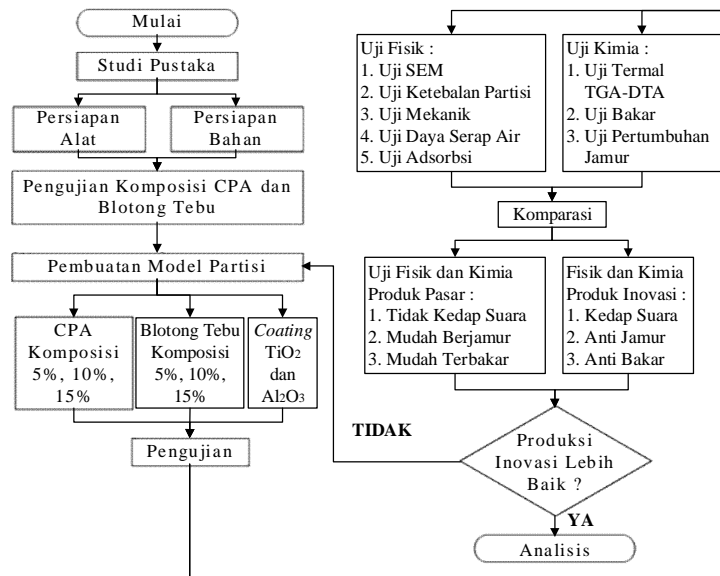 Mulai
Studi Pustaka
Persiapan
Alat
Persiapan
Bahan
Pengujian Komposisi CPA dan
Blotong Tebu
Pembuatan Model Partisi
CPA
Komposisi
5%, 10%,
15%
Blotong Tebu
Komposisi
5%, 10%,
15%
Coating
TiO2
dan
Al2O3
Pengujian
Uji Fisik :
1. Uji SEM
2. Uji Ketebalan Partisi
3. Uji Mekanik
4. Uji Daya Serap Air
5. Uji Adsorbsi
Uji Kimia :
1. Uji Termal
TGA-DTA
2. Uji Bakar
3. Uji Pertumbuhan
Jamur
Komparasi
Uji Fisik dan Kimia
Produk Pasar :
1. Tidak Kedap Suara
2. Mudah Berjamur
3. Mudah Terbakar
Fisik dan Kimia
Produk Inovasi :
1. Kedap Suara
2. Anti Jamur
3. Anti Bakar
TIDAK
Produksi
Inovasi Lebih
Baik ?
YA
Analisis